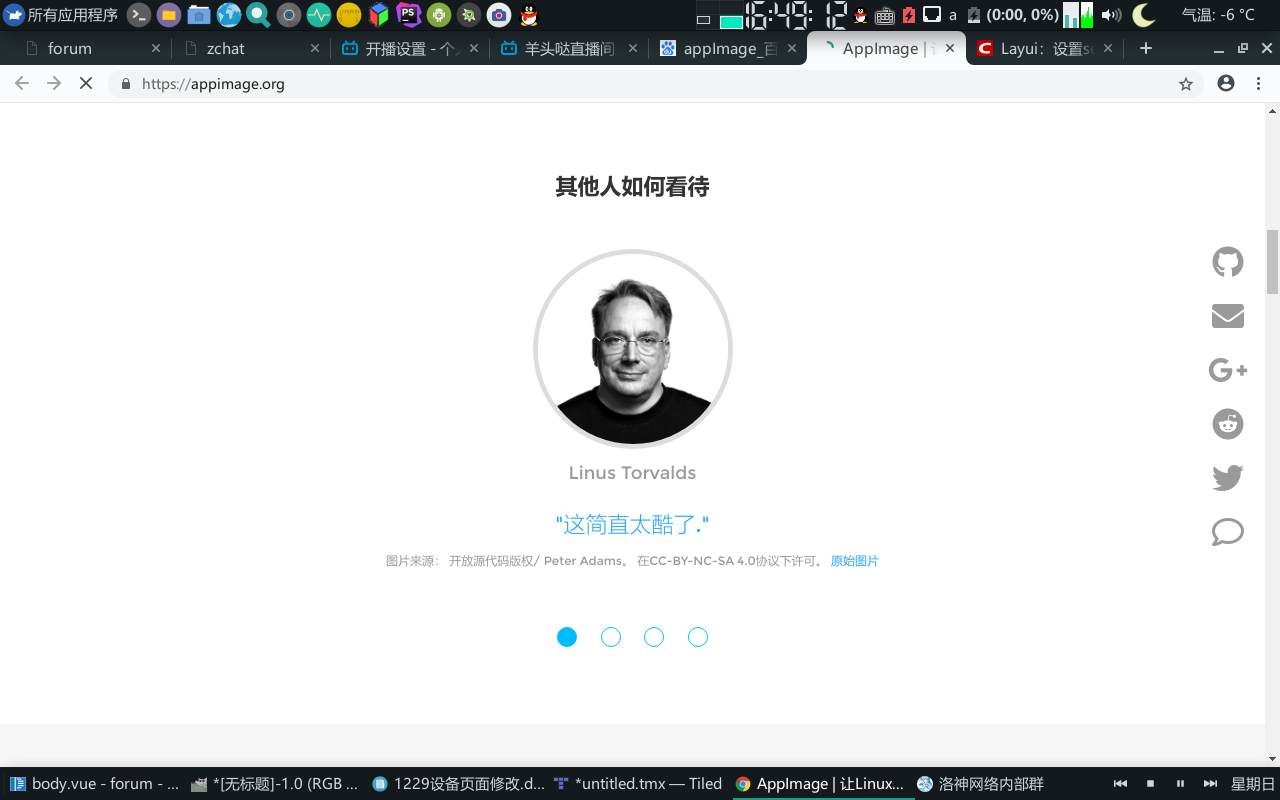 所有应用程序
16:49:12
a
(0:00, 0%)
气温: -6 °C
forum
zchat
开播设置 - 个人
羊头哒直播间
appImage_百
AppImage | 让
Layui：设置se
https://appimage.org
其他人如何看待
Linus Torvalds
"这简直太酷了."
图片来源： 开放源代码版权/ Peter Adams。 在CC-BY-NC-SA 4.0协议下许可。 原始图片
body.vue - forum - ...
*[无标题]-1.0 (RGB ...
1229设备页面修改.d...
*untitled.tmx — Tiled
AppImage | 让Linux...
洛神网络内部群
星期日